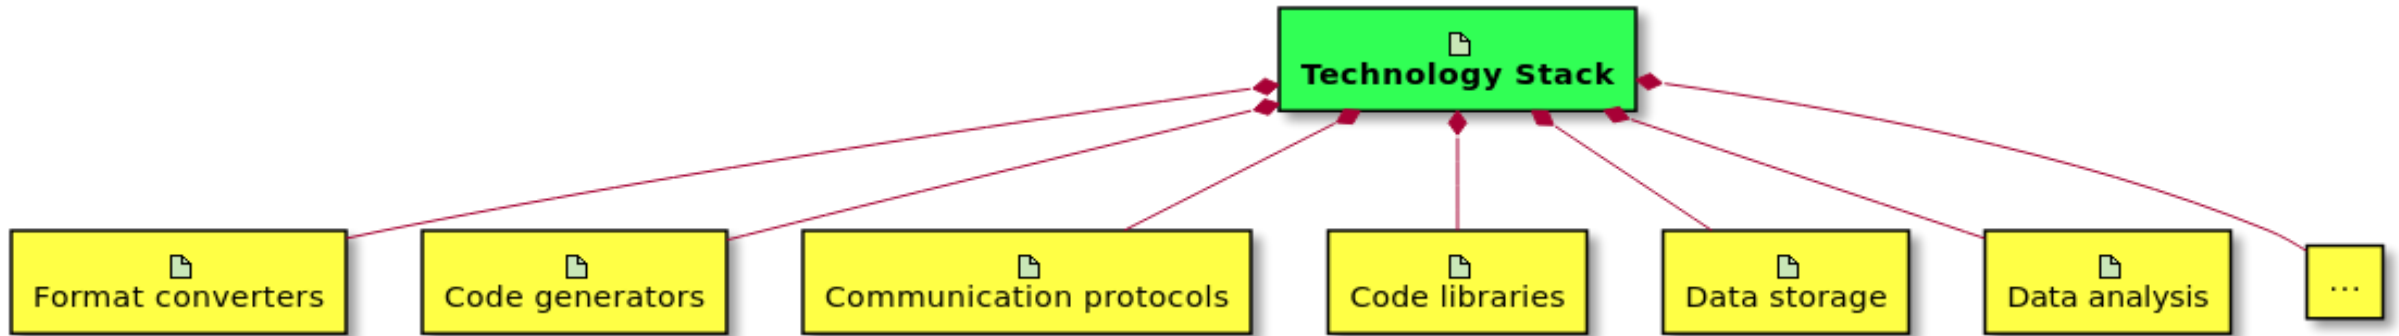 Technology Stack
Format converters
Code generators
Communication protocols
Code libraries
Data storage
Data analysis
...